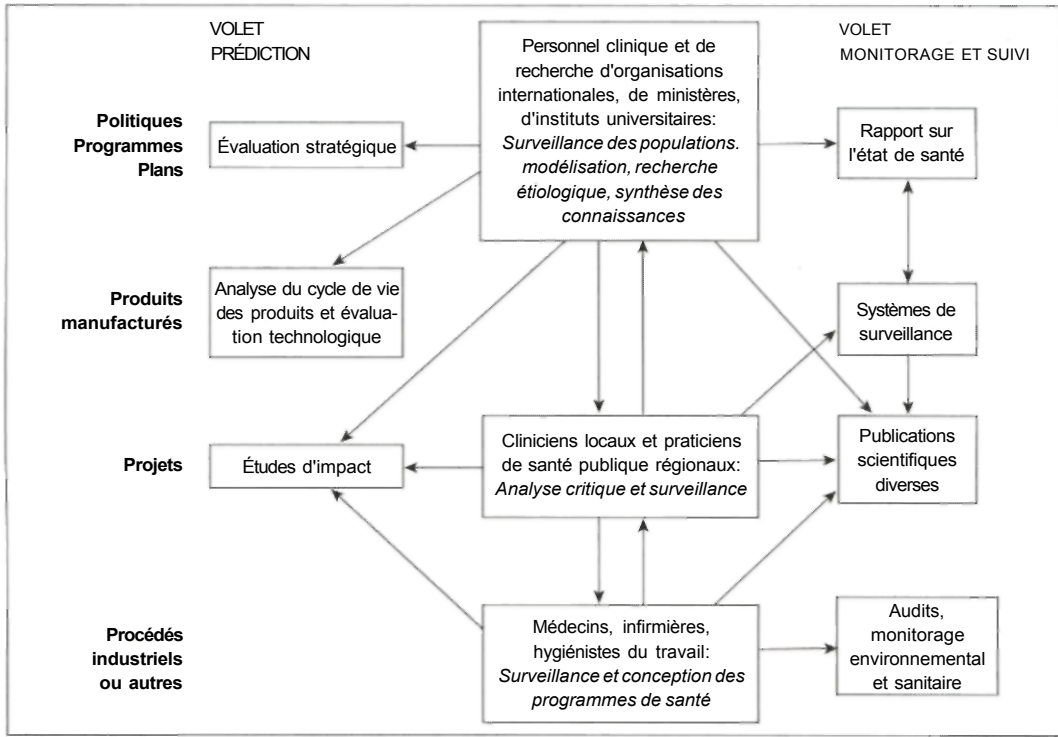 VOLET
PRÉDICTION
Personnel clinique et de
recherche d'organisations
internationales, de ministères,
d'instituts universitaires:
Surveillance des populations.
modélisation, recherche
étiologique, synthèse des
connaissances
VOLET
MONITORAGE ET SUIVI
Politiques
Programmes
Plans
Évaluation stratégique
Rapport sur
l'état de santé
Produits
manufacturés
Analyse du cycle de vie
des produits et évalua-
tion technologique
Systèmes de
surveillance
Projets
Études d'impact
Cliniciens locaux et praticiens
de santé publique régionaux:
Analyse critique et surveillance
Publications
scientifiques
diverses
Procédés
industriels
ou autres
Médecins, infirmières,
hygiénistes du travail:
Surveillance et conception des
programmes de santé
Audits,
monitorage
environnemental
et sanitaire